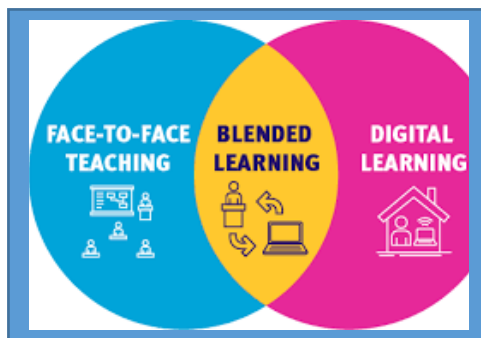 FACE-TO-FACE
TEACHING
BLENDED
LEARNING
DIGITAL
LEARNING